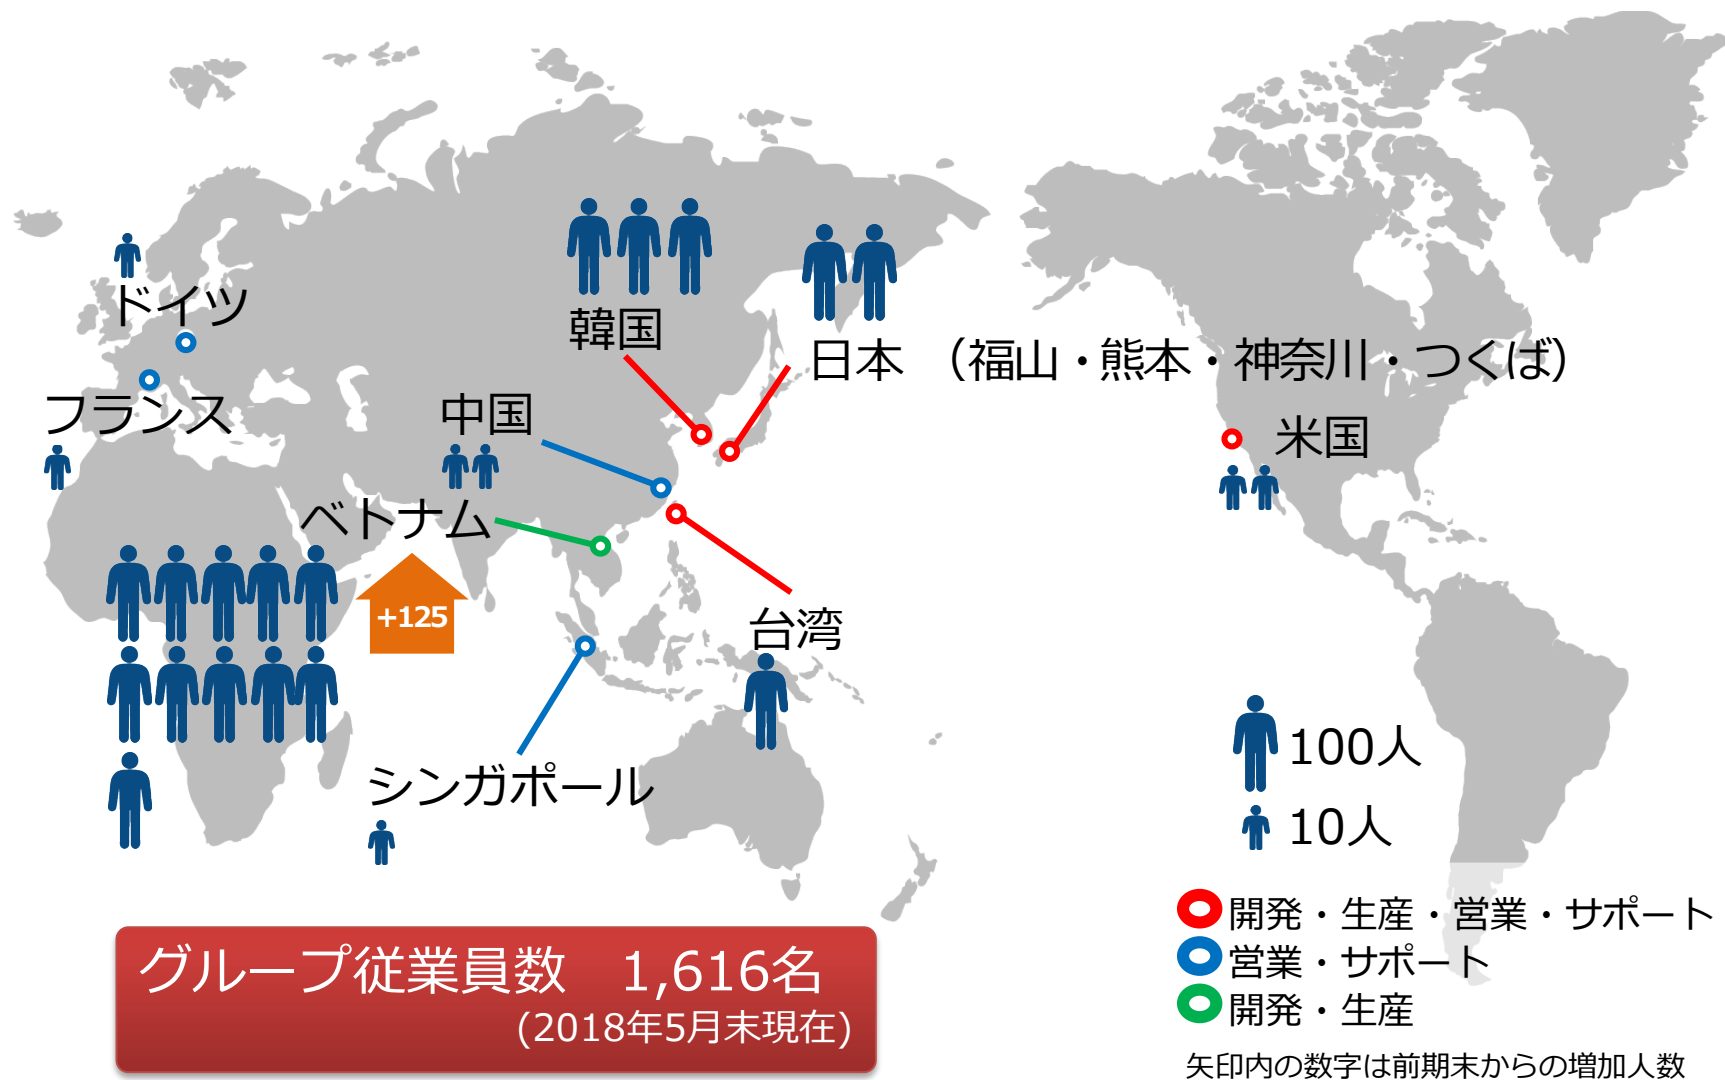 ドイツ
フランス
韓国
日本 （福山・熊本・神奈川・つくば）
中国
米国
ベトナム
+125
台湾
シンガポール
100人
10人
開発・生産・営業・サポート
営業・サポート
開発・生産
グループ従業員数　1,616名
(2018年5月末現在)
矢印内の数字は前期末からの増加人数